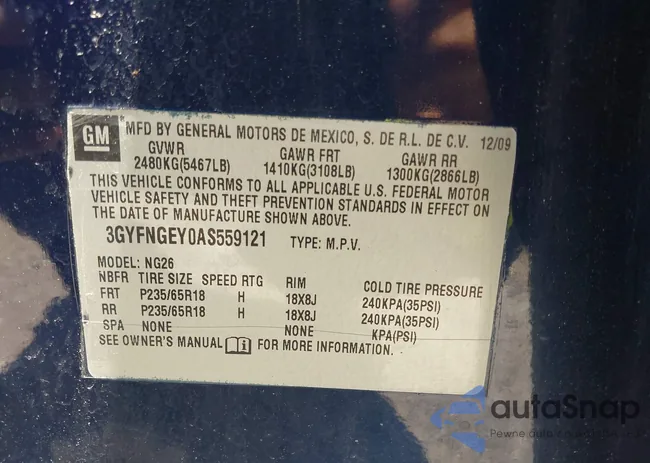 GM
MFD BY GENERAL MOTORS DE MEXICO, S. DE R.L. DE C.V. 12/09
GVWR GAWR FRT GAWR RR
2480KG(5467LB) 1410KG(3108LB) 1300KG(2866LB)
THIS VEHICLE CONFORMS TO ALL APPLICABLE U.S. FEDERAL MOTOR
VEHICLE SAFETY AND THEFT PREVENTION STANDARDS IN EFFECT ON
THE DATE OF MANUFACTURE SHOWN ABOVE.
3GYFNGEY0AS559121 TYPE: M.P.V.
MODEL: NG26
NBFR TIRE SIZE SPEED RTG RIM COLD TIRE PRESSURE
FRT P235/65R18 H 18X8J 240KPA(35PSI)
RR P235/65R18 H 18X8J 240KPA(35PSI)
SPA NONE NONE KPA(PSI)
SEE OWNER'S MANUAL FOR MORE INFORMATION.
autaSnap
Pewne auta